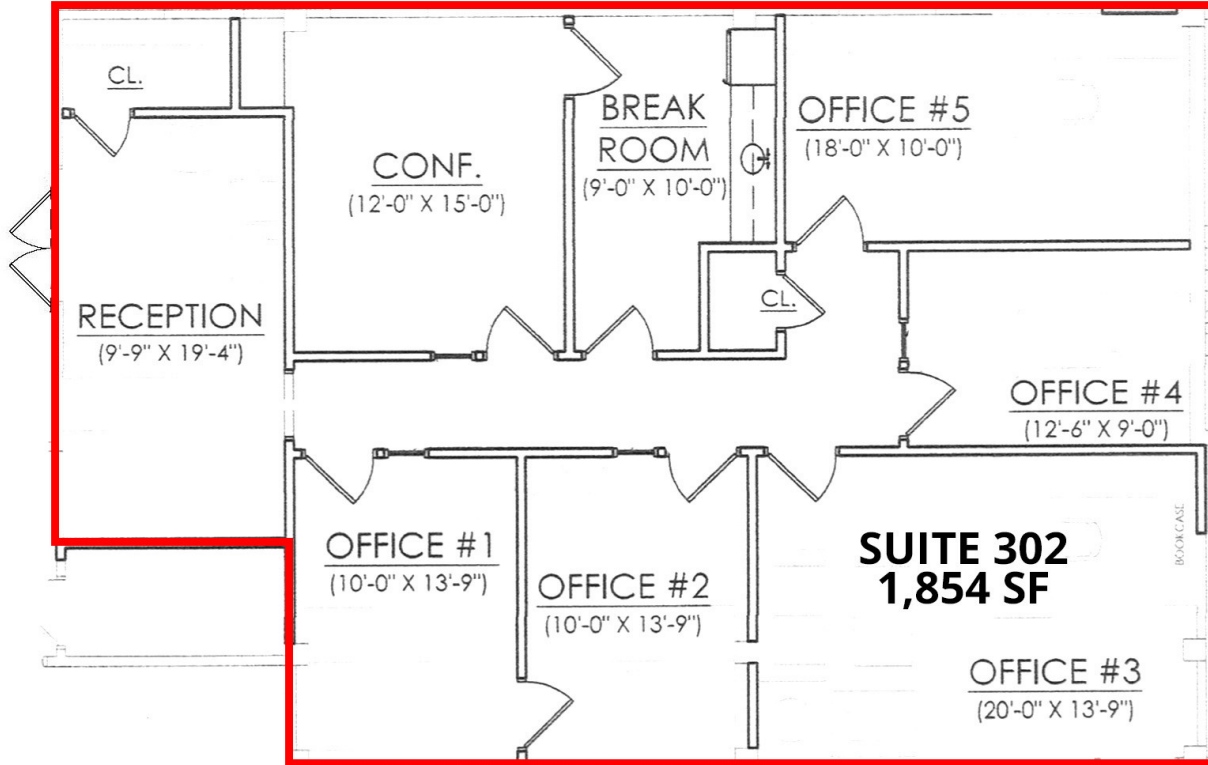 CL.
CONF.
(12'-0" X 15'-0")
BREAK
ROOM
(9'-0" X 10'-0")
OFFICE #5
(18'-0" X 10'-0")
RECEPTION
(9'-9" X 19'-4")
CL.
OFFICE #4
(12'-6" X 9'-0")
OFFICE #1
(10'-0" X 13'-9")
OFFICE #2
(10'-0" X 13'-9")
SUITE 302
1,854 SF
BOOKCASE
OFFICE #3
(20'-0" X 13'-9")